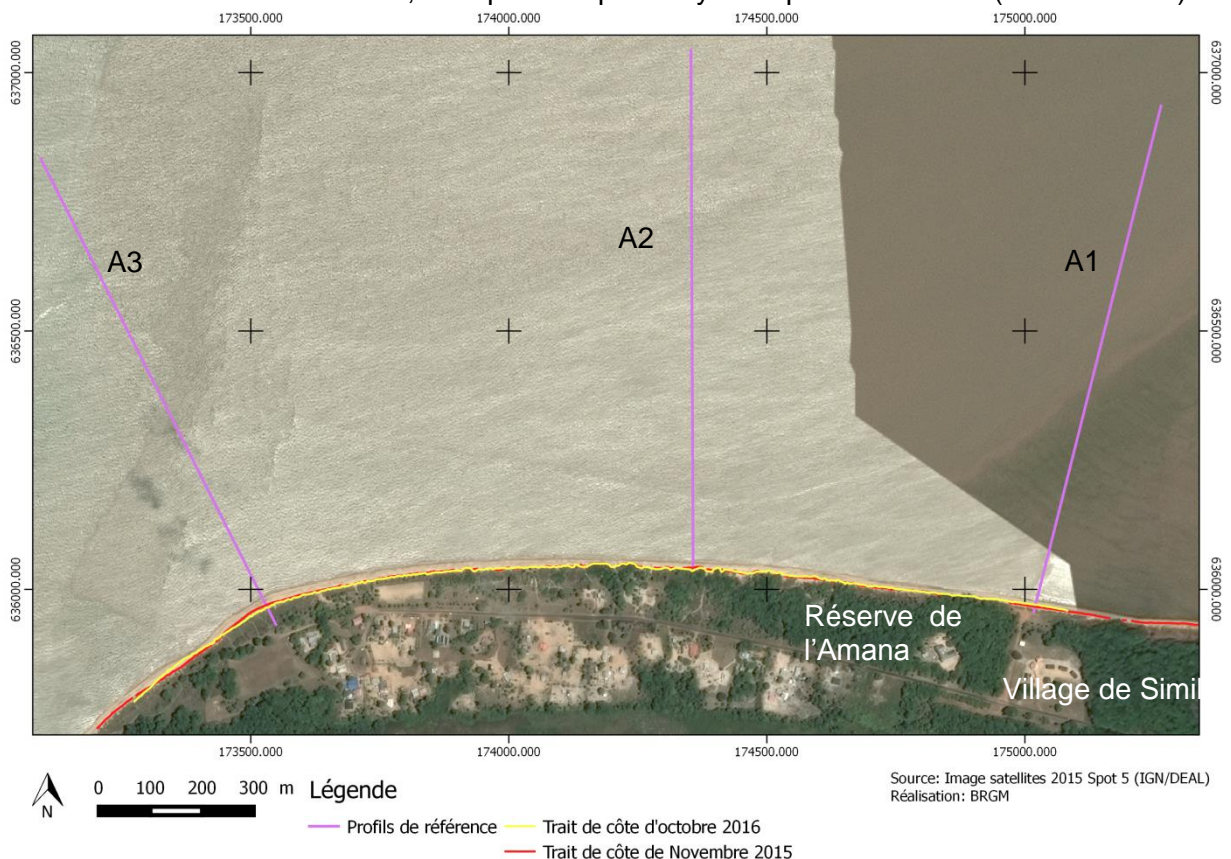 173500.000 174000.000 174500.000 175000.000
637000.000 637000.000
A3 A2 A1
636500.000 636500.000
636000.000 636000.000
Réserve de
l'Amana
Village de Simil
173500.000 174000.000 174500.000 175000.000
N
0 100 200 300 m
Légende
Profils de référence
Trait de côte d'octobre 2016
Trait de côte de Novembre 2015
Source: Image satellites 2015 Spot 5 (IGN/DEAL)
Réalisation: BRGM